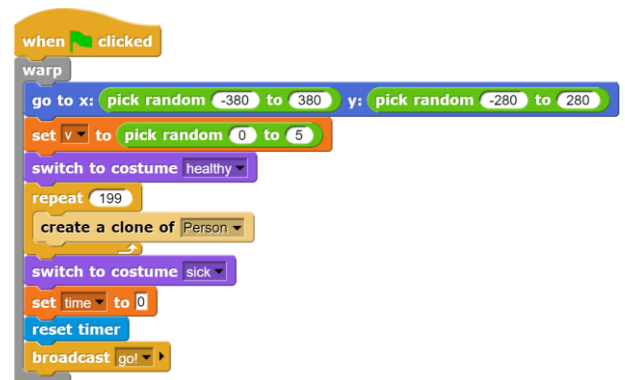 when clicked
warp
go to x: pick random -380 to 380 y: pick random -280 to 280
set v to pick random 0 to 5
switch to costume healthy
repeat 199
create a clone of Person
switch to costume sick
set time to 0
reset timer
broadcast go!